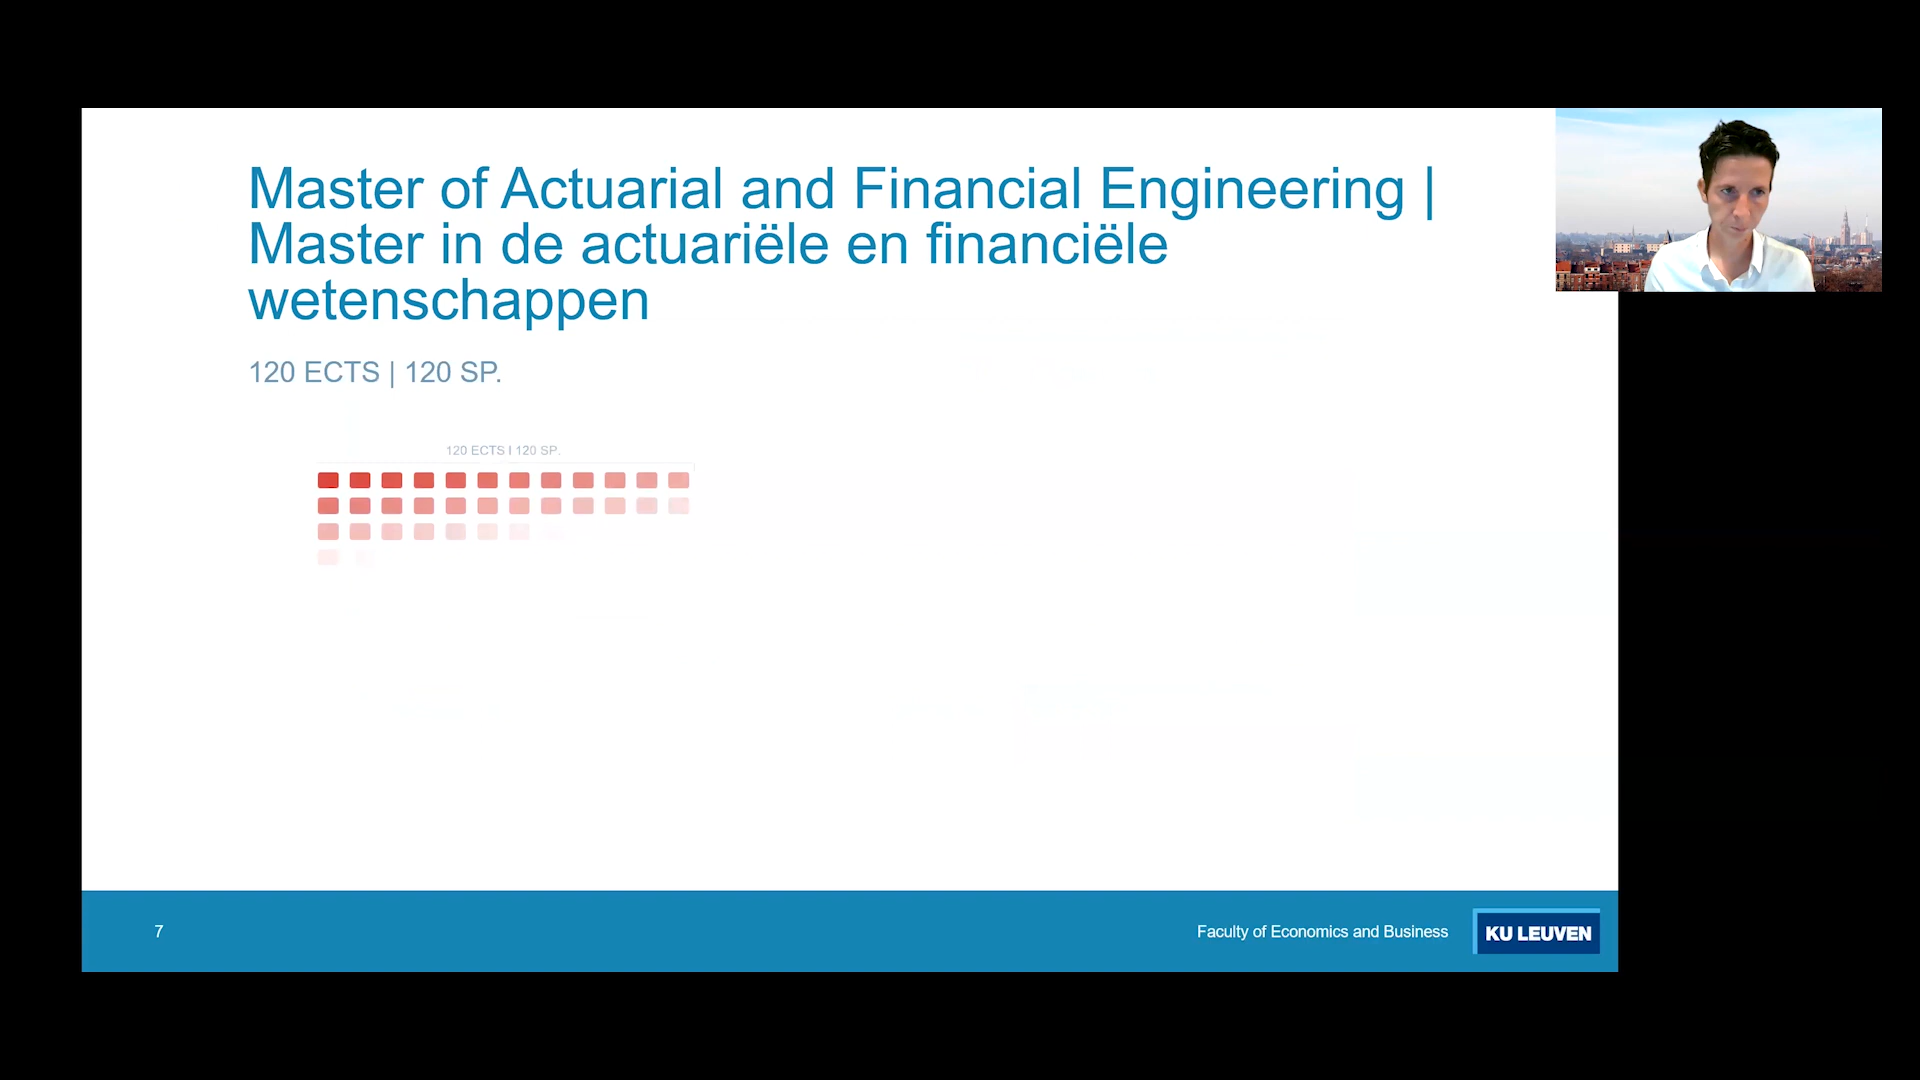 Master of Actuarial and Financial Engineering |
Master in de actuariële en financiële
wetenschappen
120 ECTS | 120 SP.
120 ECTS I 120 SP.
7
Faculty of Economics and Business
KU LEUVEN